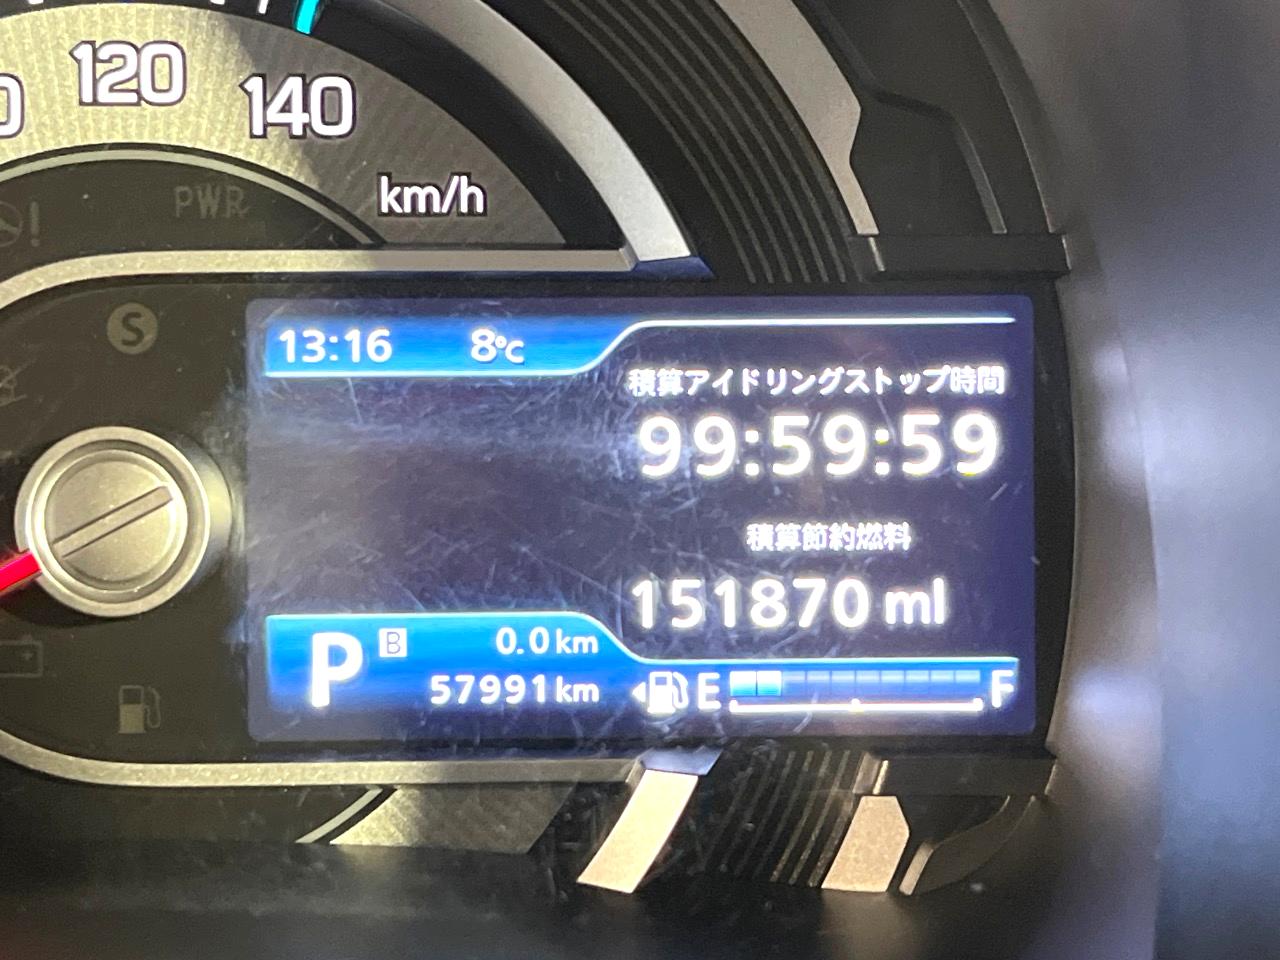 120
140
km/h
PWR
!
S
13:16 8℃
積算アイドリングストップ時間
99:59:59
積算節約燃料
151870 ml
P B 0.0 km
57991 km
E F